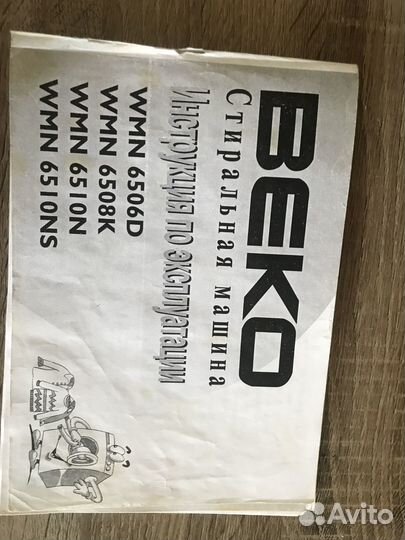 BEKO
Стиральная машина
Инструкция по эксплуатации
WMN 6506D
WMN 6508K
WMN 6510N
WMN 6510NS
Avito